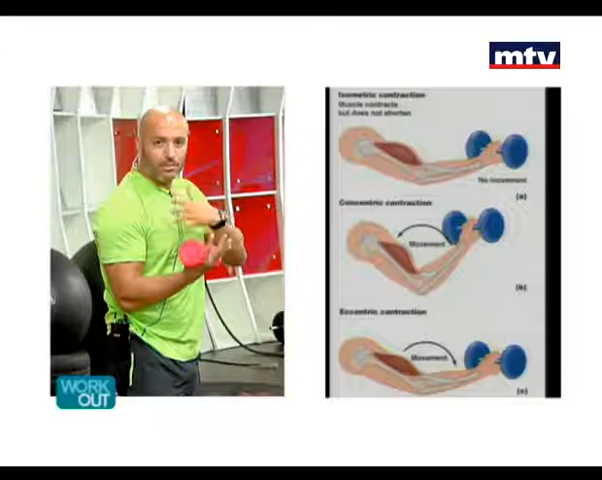 mtv
Isometric contraction
Muscle contracts
but does not shorten
No movement
(a)
Concentric contraction
Movement
(b)
Eccentric contraction
Movement
(c)
WORK
OUT